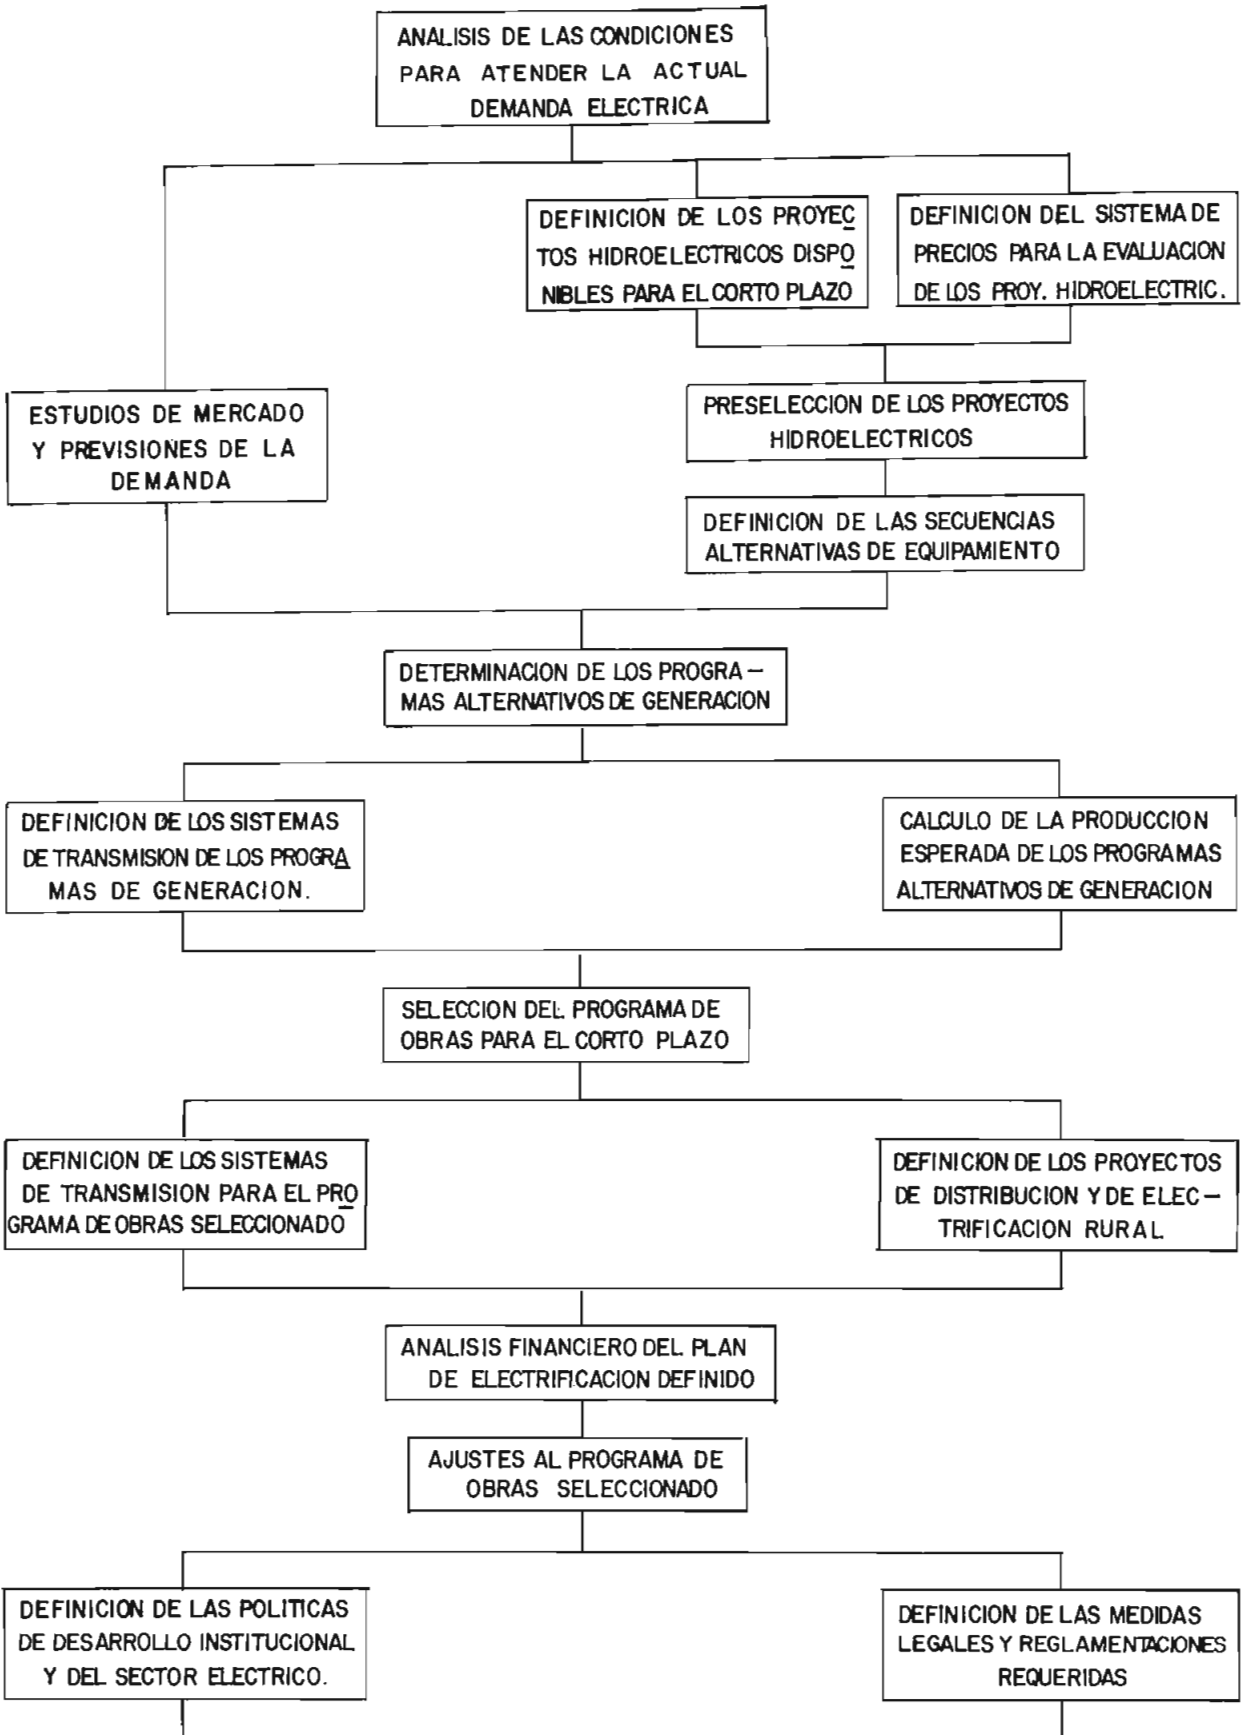 ANALISIS DE LAS CONDICIONES
PARA ATENDER LA ACTUAL
DEMANDA ELECTRICA
DEFINICION DE LOS PROYEC
TOS HIDROELECTRICOS DISPO
NIBLES PARA EL CORTO PLAZO
DEFINICION DEL SISTEMA DE
PRECIOS PARA LA EVALUACION
DE LOS PROY. HIDROELECTRIC.
ESTUDIOS DE MERCADO
Y PREVISIONES DE LA
DEMANDA
PRESELECCION DE LOS PROYECTOS
HIDROELECTRICOS
DEFINICION DE LAS SECUENCIAS
ALTERNATIVAS DE EQUIPAMIENTO
DETERMINACION DE LOS PROGRA-
MAS ALTERNATIVOS DE GENERACION
DEFINICION DE LOS SISTEMAS
DE TRANSMISION DE LOS PROGRA
MAS DE GENERACION.
CALCULO DE LA PRODUCCION
ESPERADA DE LOS PROGRAMAS
ALTERNATIVOS DE GENERACION
SELECCION DEL PROGRAMA DE
OBRAS PARA EL CORTO PLAZO
DEFINICION DE LOS SISTEMAS
DE TRANSMISION PARA EL PRO
GRAMA DE OBRAS SELECCIONADO
DEFINICION DE LOS PROYECTOS
DE DISTRIBUCION Y DE ELEC-
TRIFICACION RURAL
ANALISIS FINANCIERO DEL PLAN
DE ELECTRIFICACION DEFINIDO
AJUSTES AL PROGRAMA DE
OBRAS SELECCIONADO
DEFINICION DE LAS POLITICAS
DE DESARROLLO INSTITUCIONAL
Y DEL SECTOR ELECTRICO.
DEFINICION DE LAS MEDIDAS
LEGALES Y REGLAMENTACIONES
REQUERIDAS